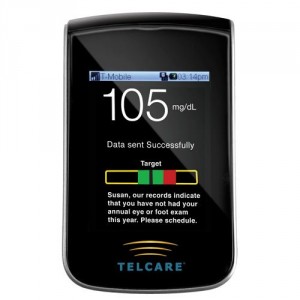 T-Mobile 03:14pm
105 mg/dL
Data sent Successfully
Target
Susan, our records indicate
that you have not had your
annual eye or foot exam
this year. Please schedule.
TELCARE